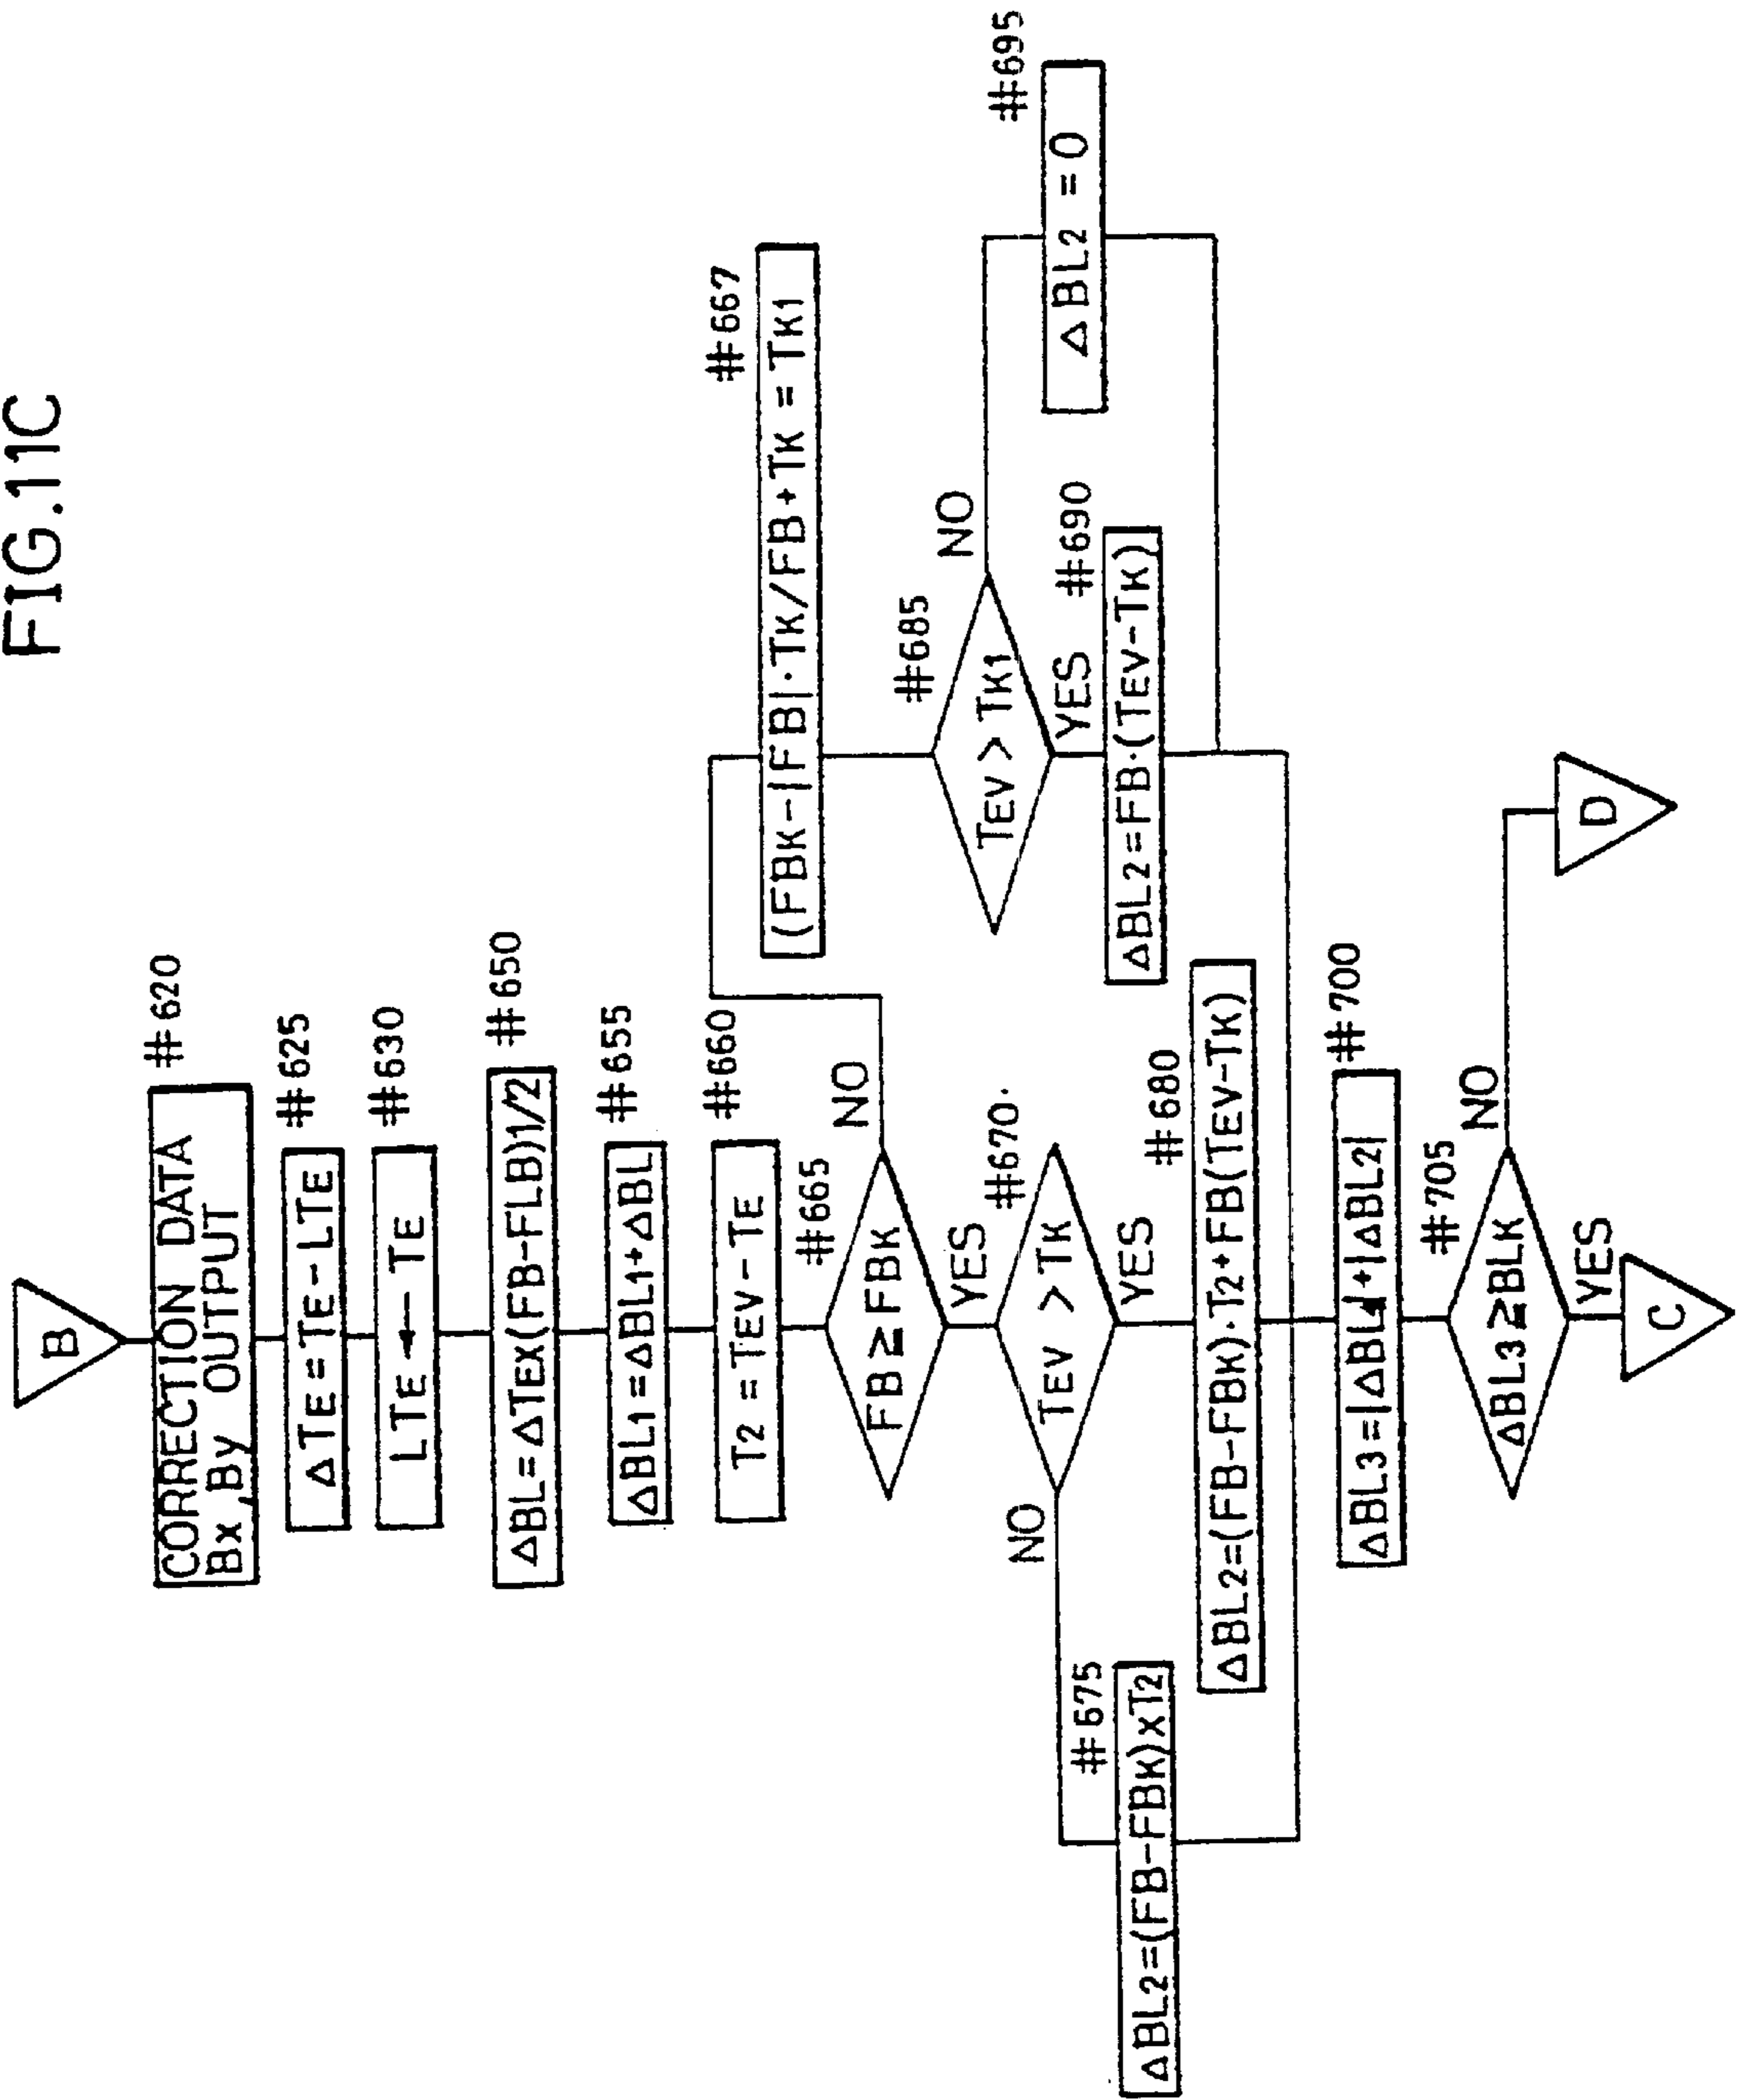 FIG.11C
B
#620
CORRECTION DATA
Bx,By OUTPUT
#625
ΔTE=TE-LTE
#630
LTE ← TE
#650
ΔBL=ΔTEX(FB-FLB)1/2
#655
ΔBL1=ΔBL1+ΔBL
#660
T2=TEV-TE
#665
FB≧FBK
NO
YES
#667
(FBK-|FB|·TK/FB+TK=TK1
#670.
TEV>TK
NO
YES
#675
ΔBL2=(FB-FBK)XT2
#680
ΔBL2=(FB-FBK)·T2+FB(TEV-TK)
#685
TEV>TK1
NO
YES
#690
ΔBL2=FB·(TEV-TK)
#695
ΔBL2=0
#700
ΔBL3=|ΔBL1|+|ΔBL2|
#705
ΔBL3≧BLK
NO
YES
C
D